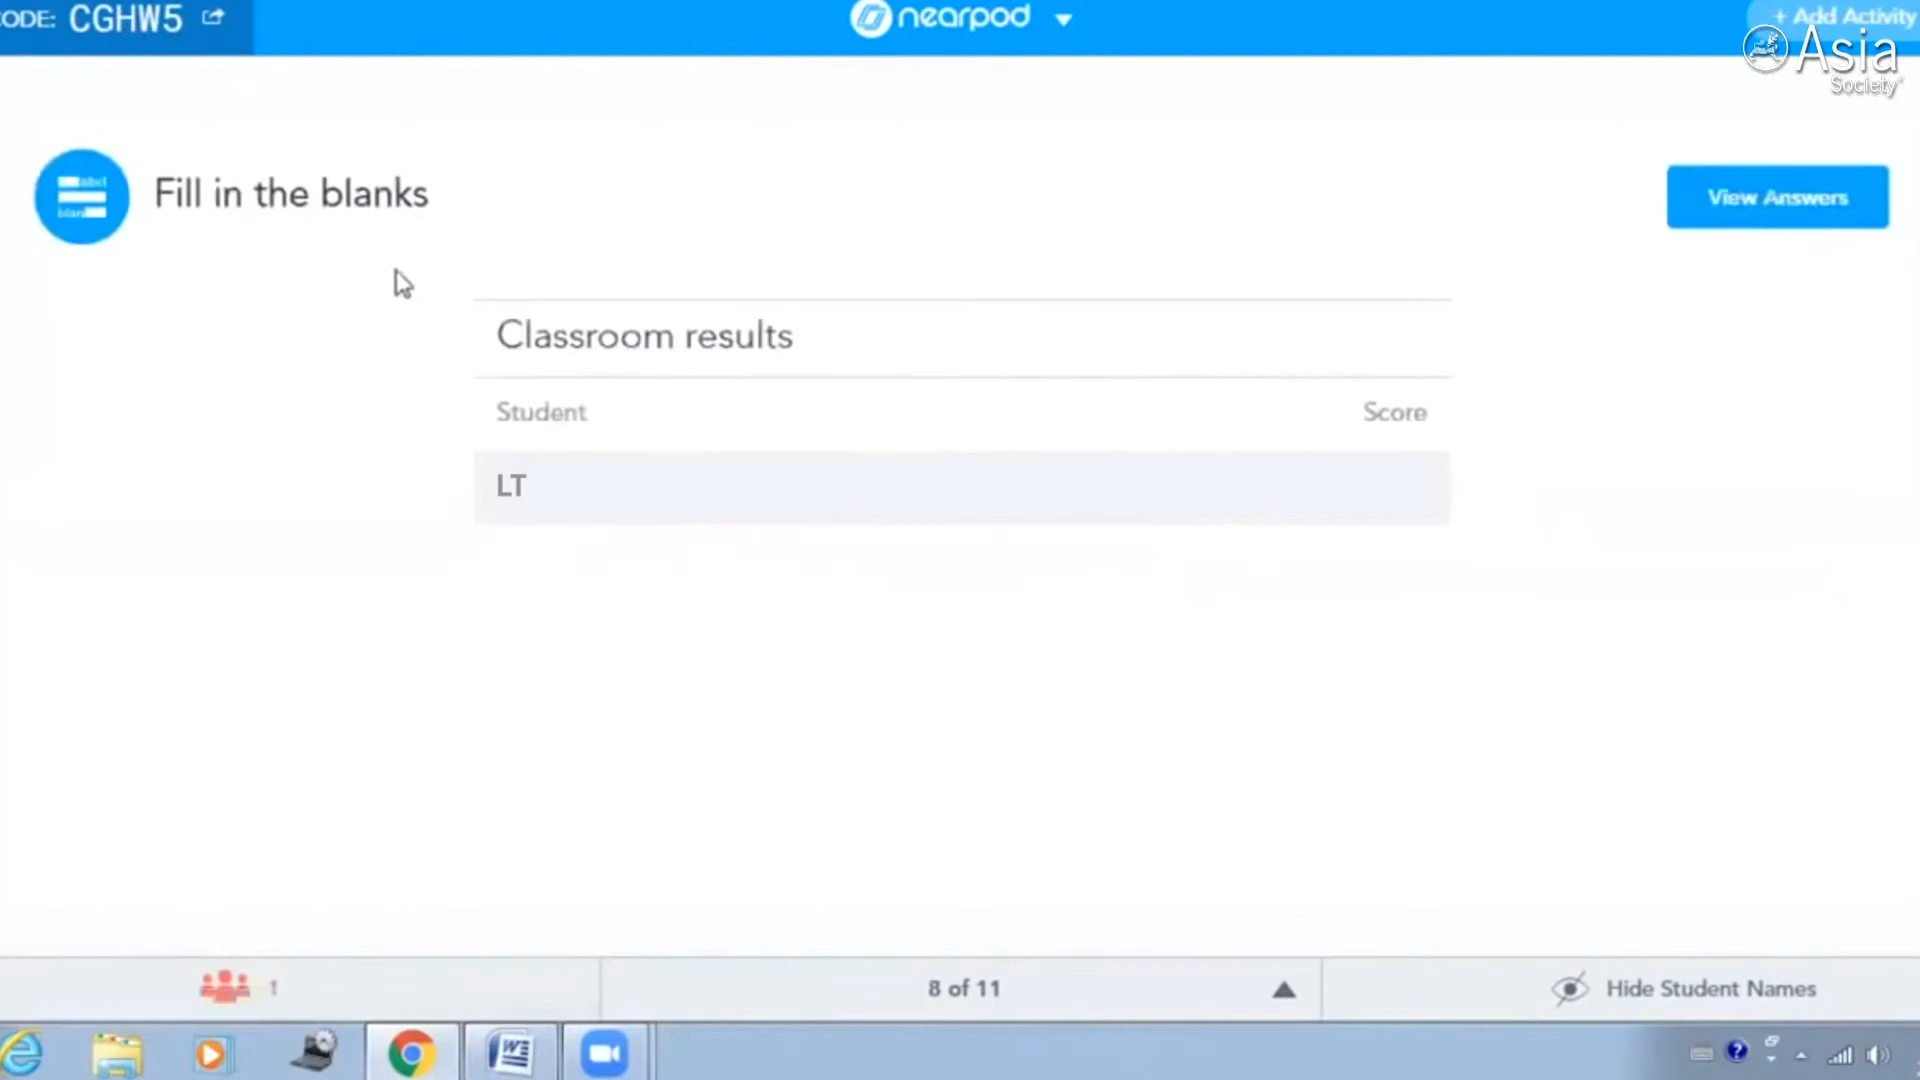 ODE: CGHW5
nearpod
+ Add Activity
Asia
Society
Fill in the blanks
View Answers
Classroom results
Student Score
LT
1
8 of 11
Hide Student Names